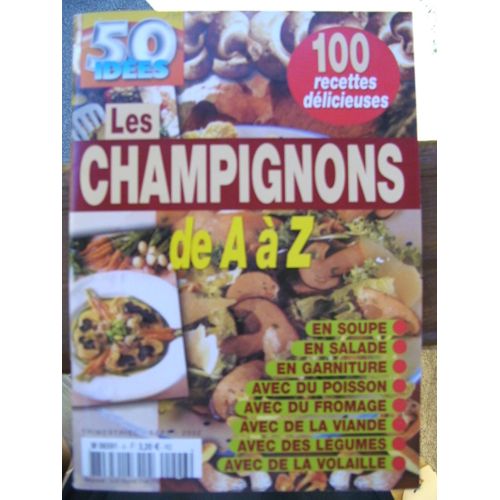 50
IDÉES
100
recettes
délicieuses
Les
CHAMPIGNONS
de A à Z
EN SOUPE
EN SALADE
EN GARNITURE
AVEC DU POISSON
AVEC DU FROMAGE
AVEC DE LA VIANDE
AVEC DES LÉGUMES
AVEC DE LA VOLAILLE
TRIMESTRIEL